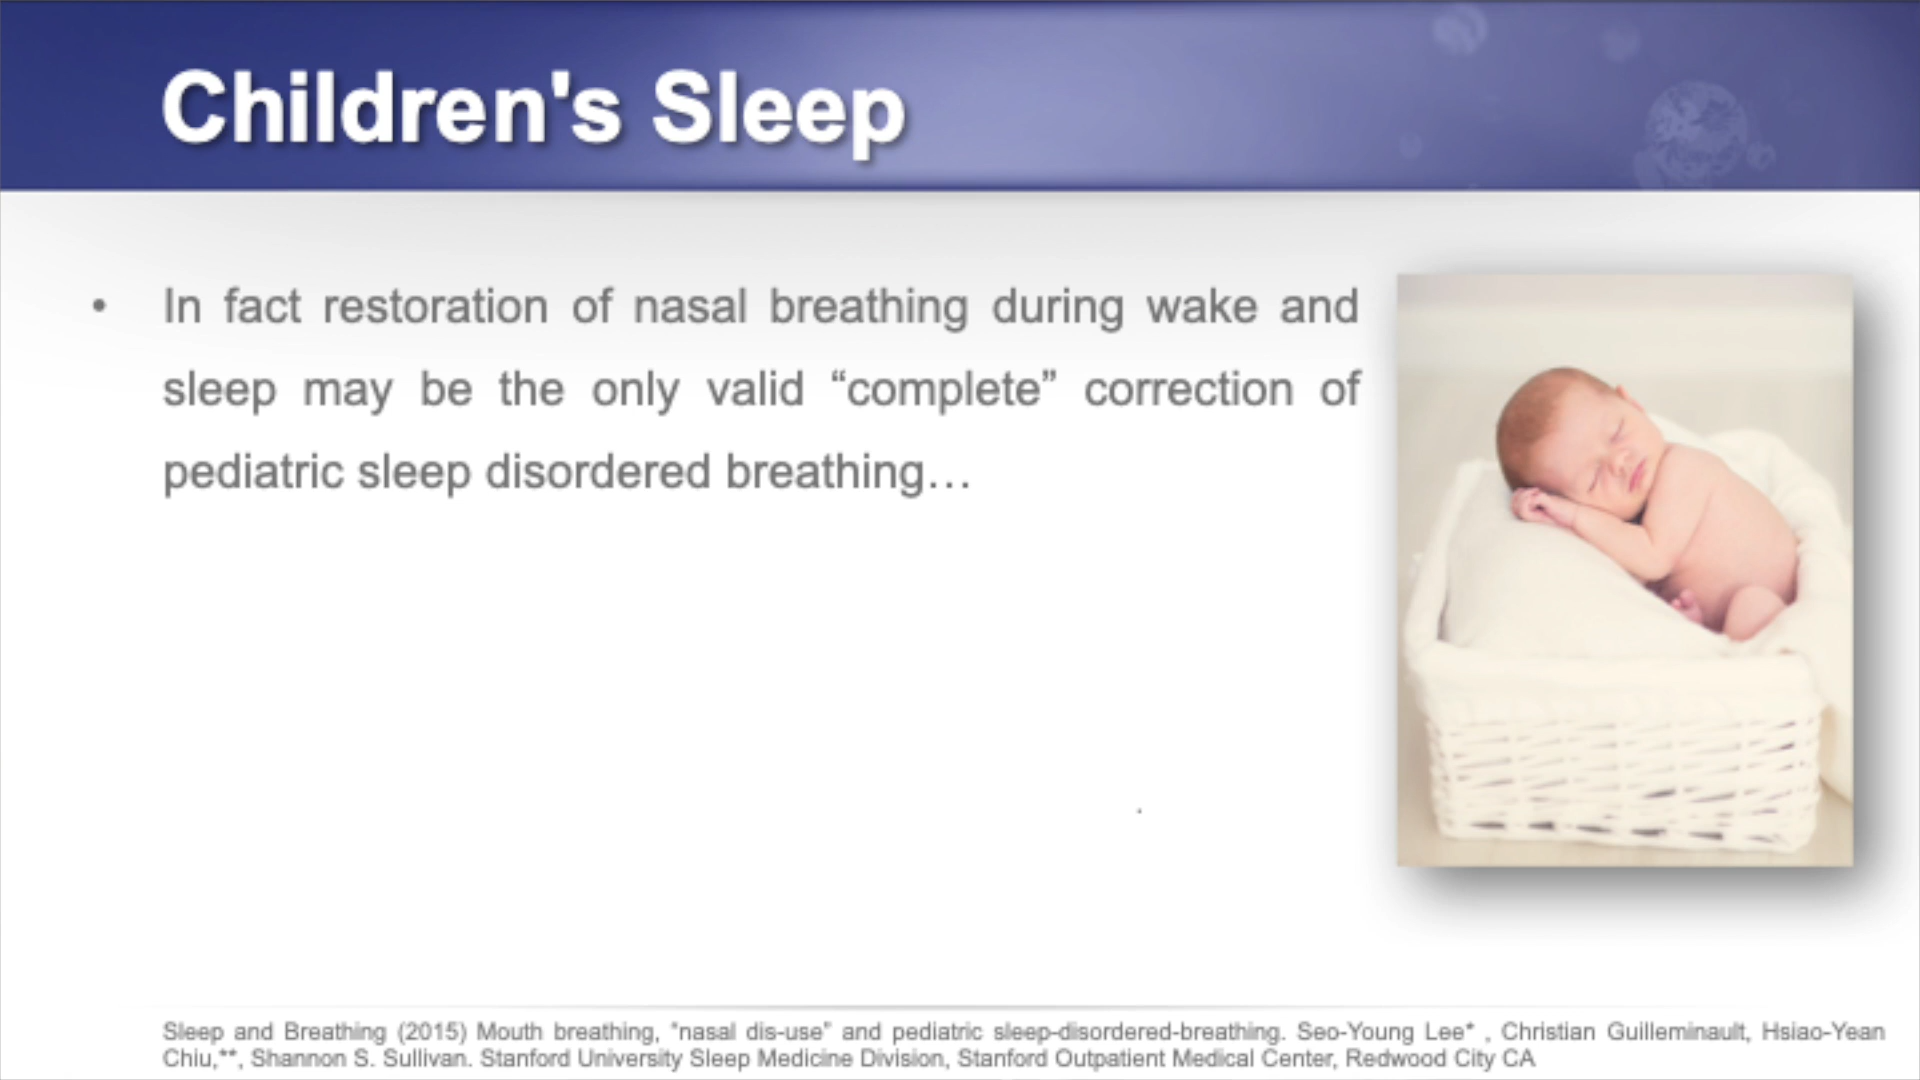 Children's Sleep
• In fact restoration of nasal breathing during wake and
sleep may be the only valid “complete” correction of
pediatric sleep disordered breathing…
Sleep and Breathing (2015) Mouth breathing, "nasal dis-use" and pediatric sleep-disordered-breathing. Seo-Young Lee* , Christian Guilleminault, Hsiao-Yean
Chiu,**, Shannon S. Sullivan. Stanford University Sleep Medicine Division, Stanford Outpatient Medical Center, Redwood City CA